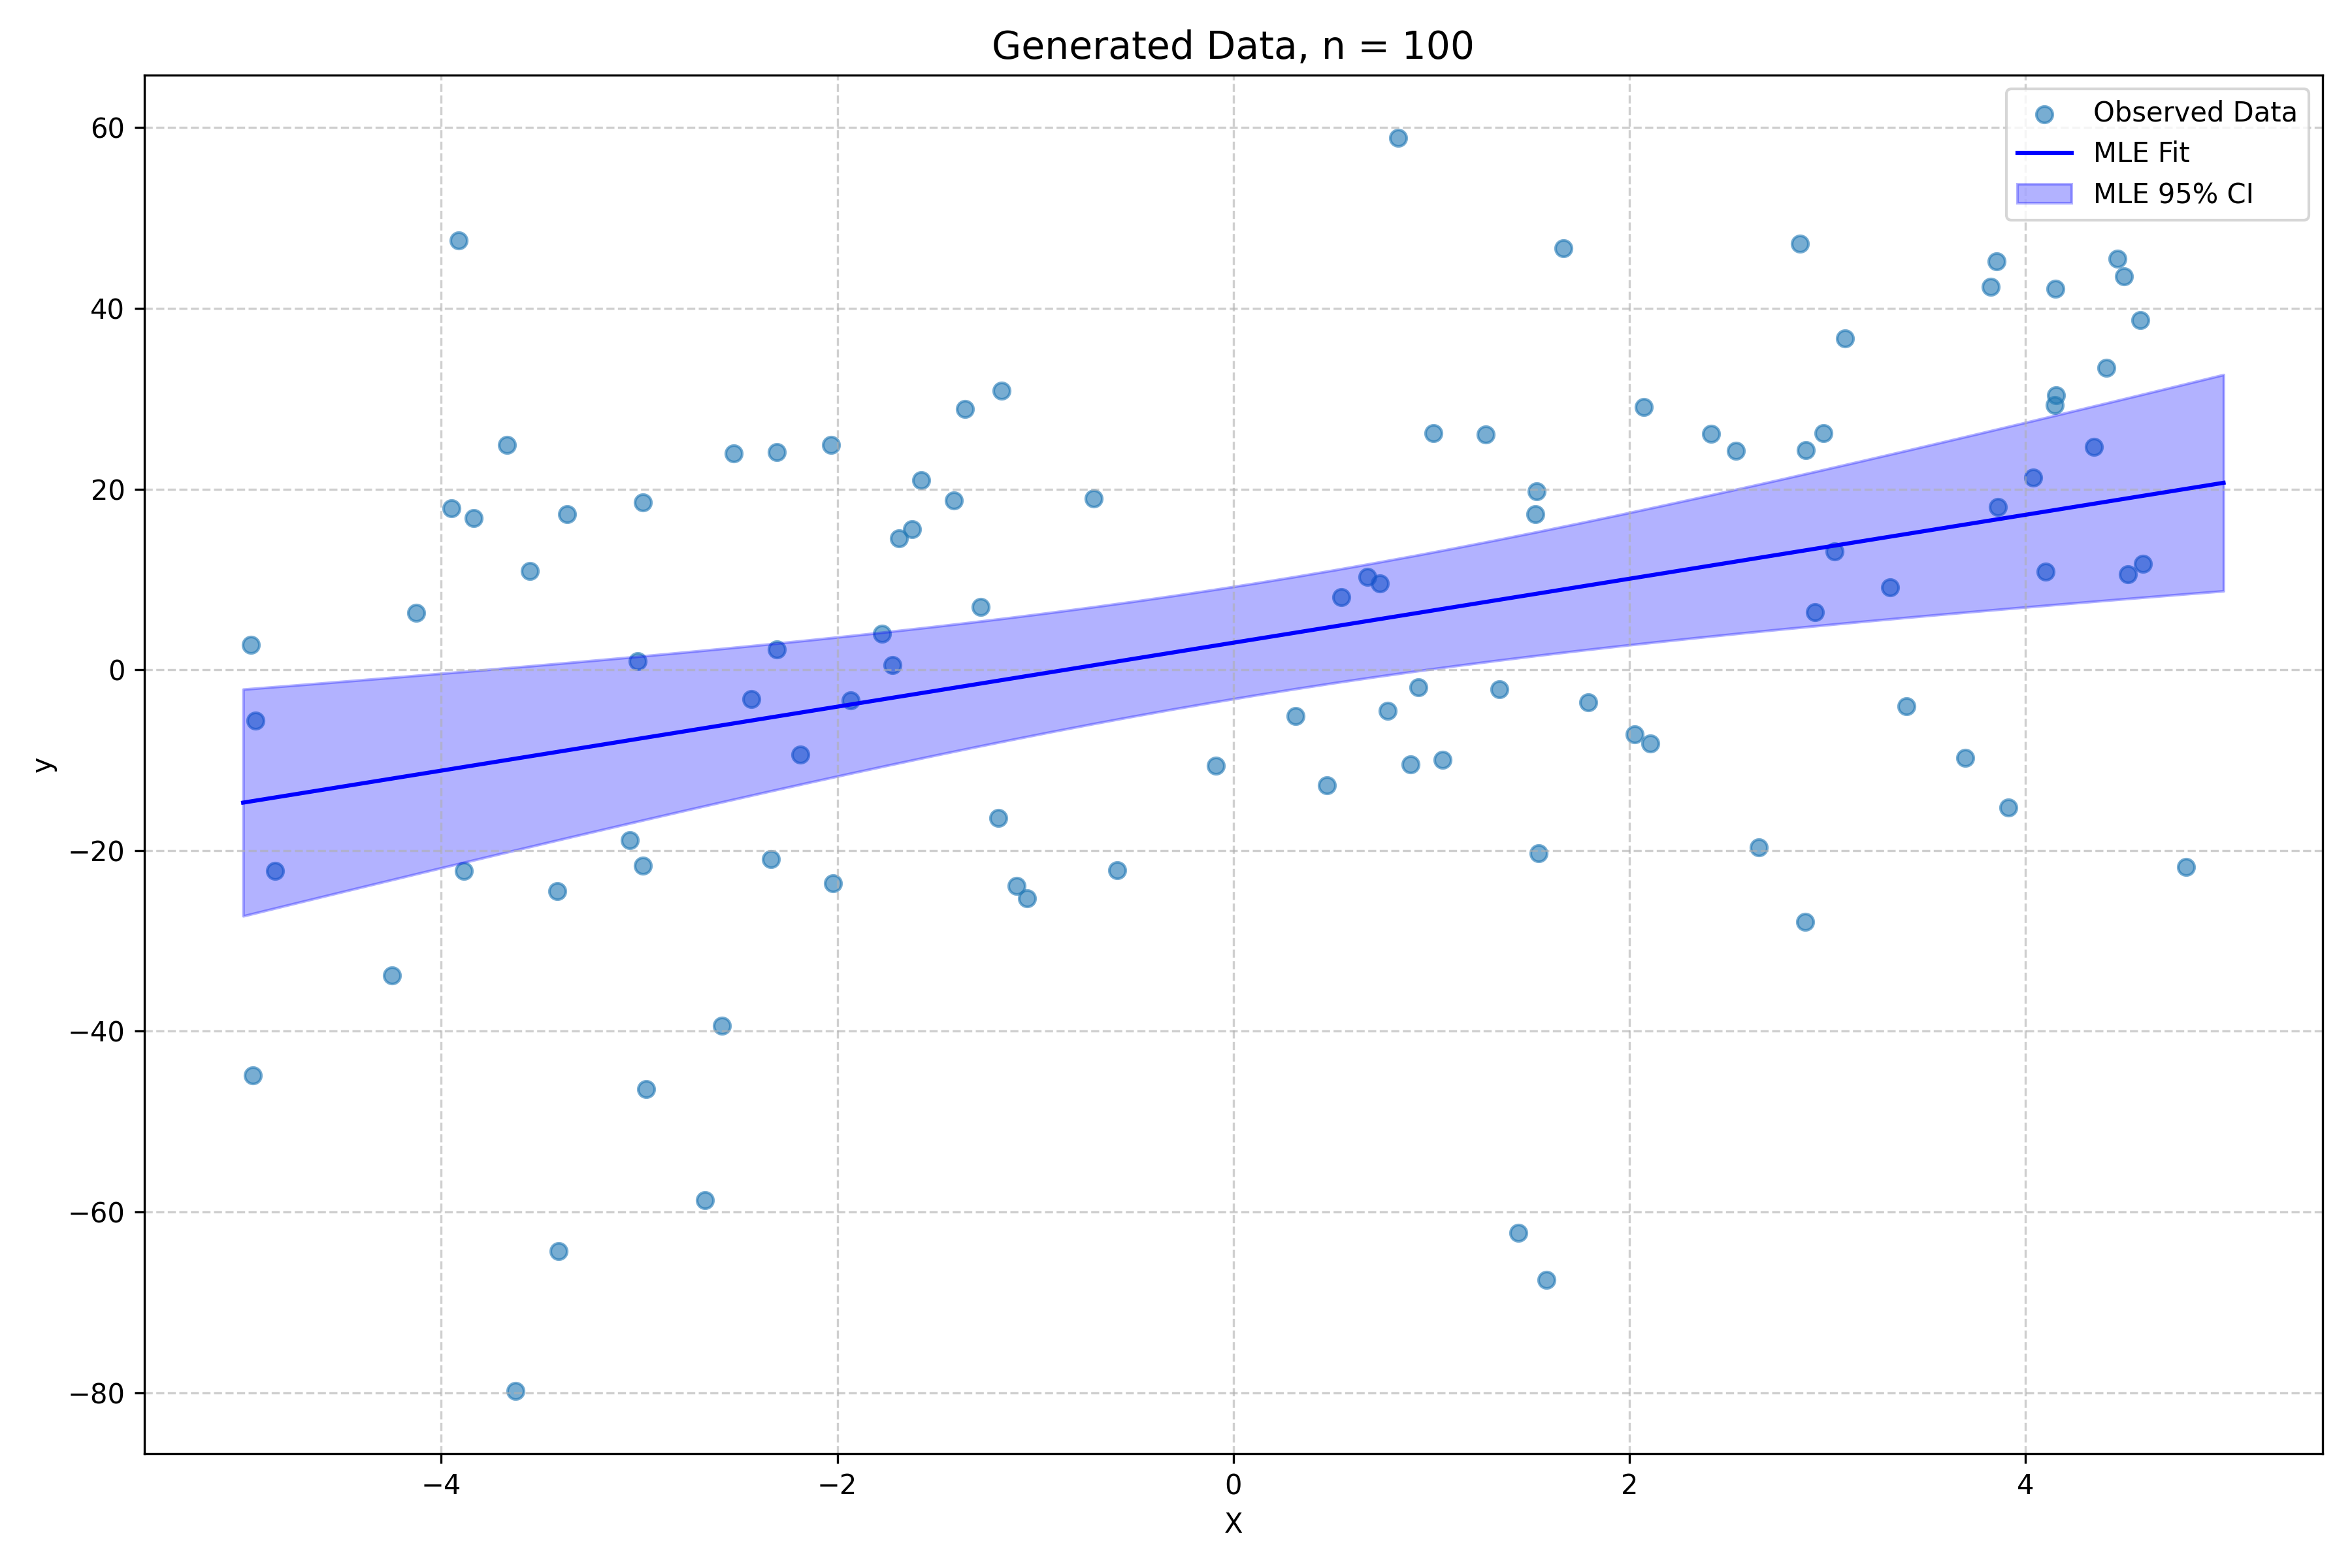 Generated Data, n = 100
Observed Data
MLE Fit
MLE 95% CI
60
40
20
0
−20
−40
−60
−80
y
−4
−2
0
2
4
X